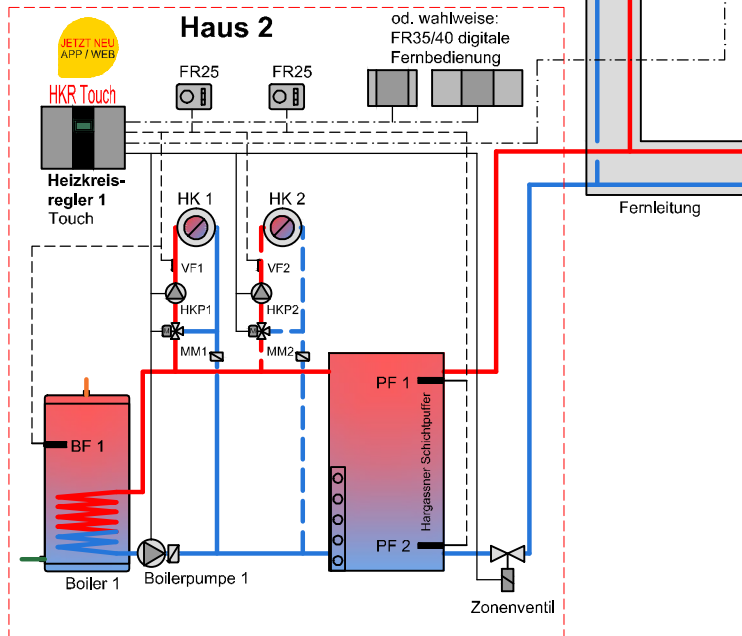 Haus 2
od. wahlweise:
FR35/40 digitale
Fernbedienung
JETZT NEU
APP / WEB
FR25
FR25
HKR Touch
Heizkreis-
regler 1
Touch
HK 1
HK 2
Fernleitung
VF1
VF2
HKP1
HKP2
M
M
MM1
MM2
PF 1
Hargassner Schichtpuffer
BF 1
PF 2
Boiler 1
Boilerpumpe 1
Zonenventil